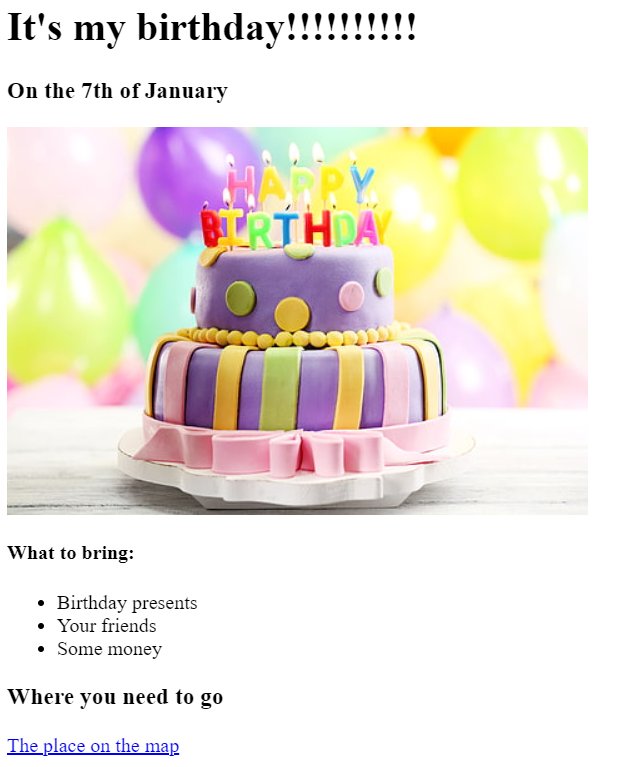 It's my birthday!!!!!!!!!!
On the 7th of January
HAPPY
BIRTHDAY
What to bring:
Birthday presents
Your friends
Some money
Where you need to go
The place on the map